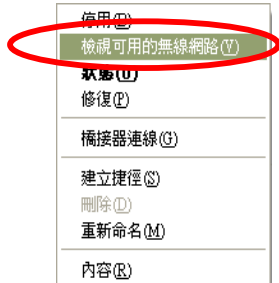 停用(B)
檢視可用的無線網路(V)
狀態(U)
修復(P)
橋接器連線(G)
建立捷徑(S)
刪除(D)
重新命名(M)
內容(R)